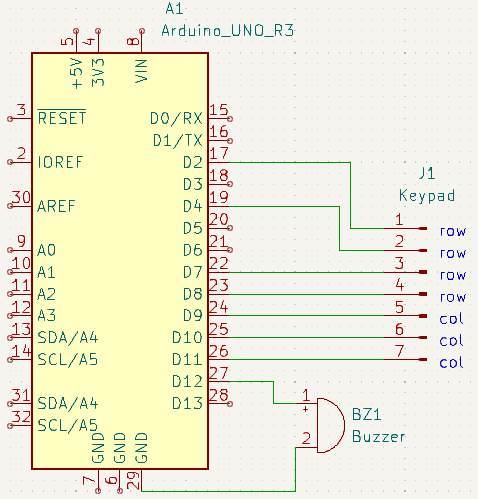 A1
Arduino_UNO_R3
5 4 8
+5V 3V3 VIN
3 RESET D0/RX 15
D1/TX 16
2 IOREF D2 17
D3 18
30 AREF D4 19
D5 20
9 A0 D6 21
10 A1 D7 22
11 A2 D8 23
12 A3 D9 24
13 SDA/A4 D10 25
14 SCL/A5 D11 26
D12 27
31 SDA/A4 D13 28
32 SCL/A5
GND GND GND
7 6 29
J1
Keypad
1 row
2 row
3 row
4 row
5 col
6 col
7 col
1
+
2
BZ1
Buzzer